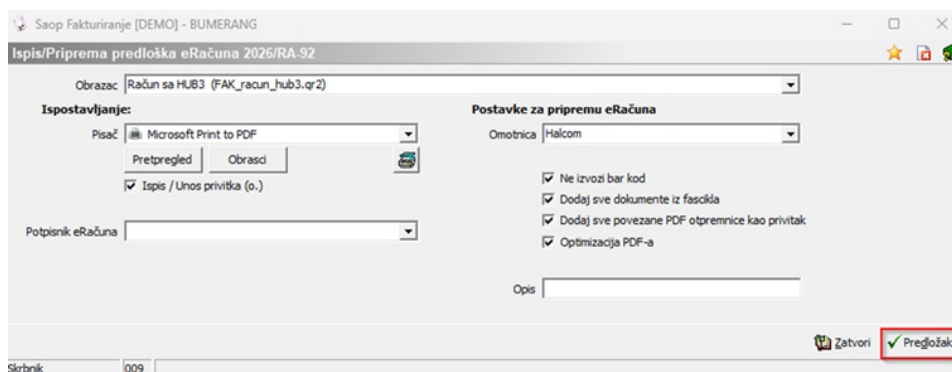 Saop Fakturiranje [DEMO] - BUMERANG
Ispis/Priprema predloška eRačuna 2026/RA-92
Obrazac Račun sa HUB3 (FAK_racun_hub3.qr2)
Ispostavljanje:
Pisač Microsoft Print to PDF
Pretpregled Obrasci
Ispis / Unos privitka (o.)
Potpisnik eRačuna
Postavke za pripremu eRačuna
Omotnica Halcom
Ne izvozi bar kod
Dodaj sve dokumente iz fascikla
Dodaj sve povezane PDF otpremnice kao privitak
Optimizacija PDF-a
Opis
Zatvori Predložak
Skrbnik 009